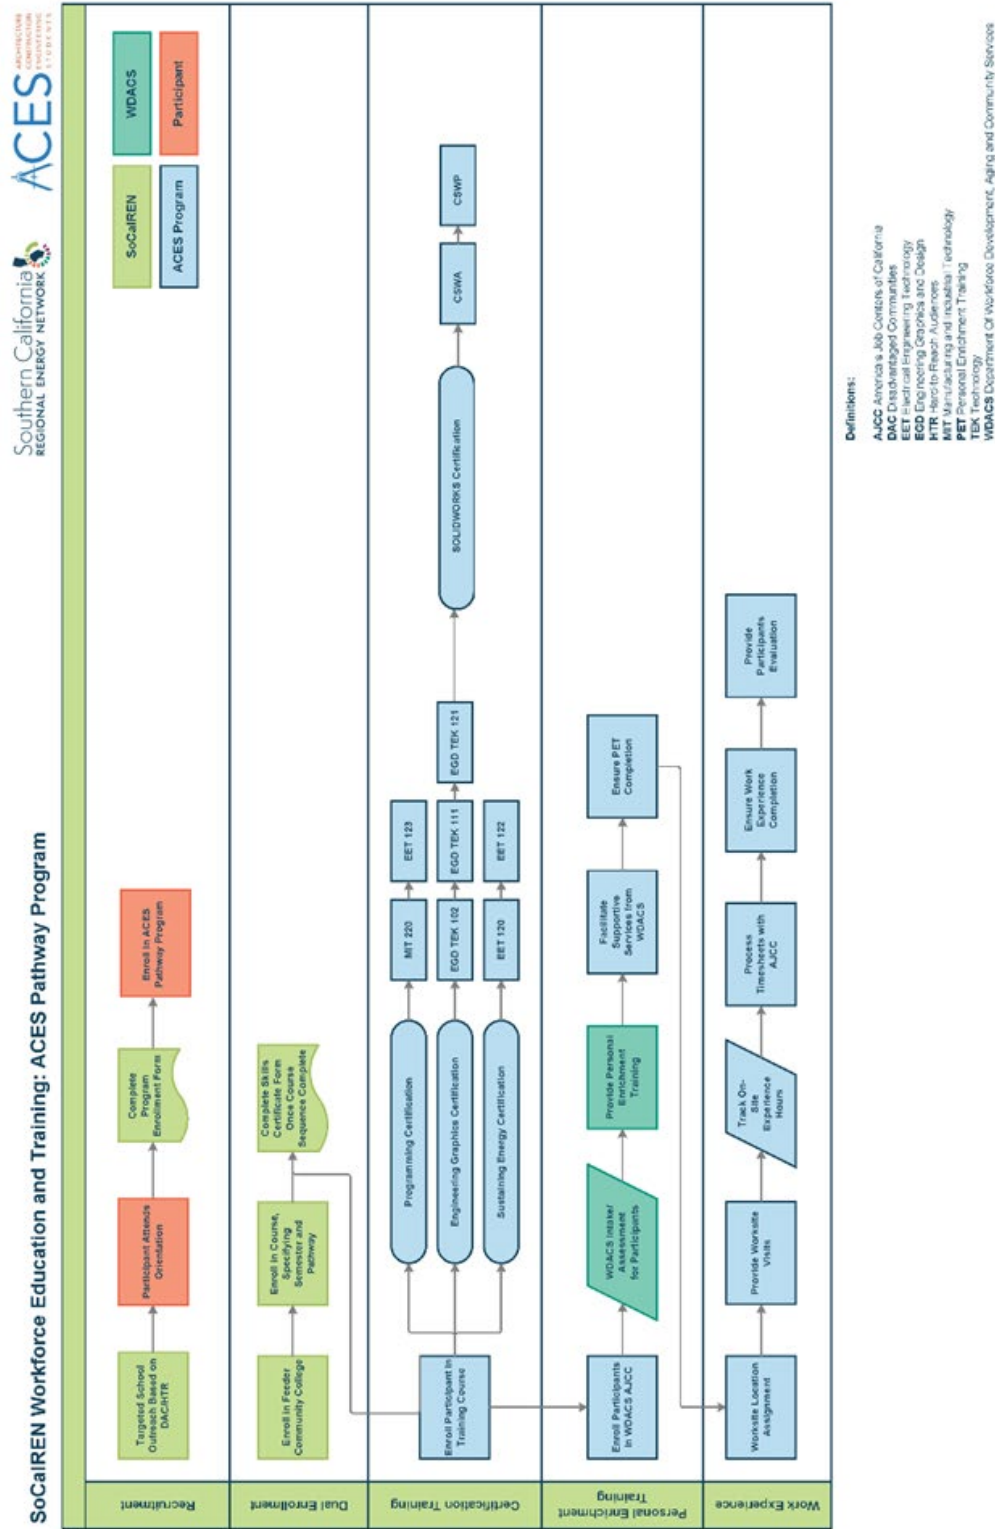 SoCalREN Workforce Education and Training: ACES Pathway Program
Southern California
REGIONAL ENERGY NETWORK
ACES
ARCHITECTURE
CONSTRUCTION
ENGINEERING
STUDENTS
SoCalREN
WDACS
ACES Program
Participant
Recruitment
Targeted School
Outreach Based on
DAC/HTR
Participant Attends
Orientation
Complete
Program
Enrollment Form
Enroll in ACES
Pathway Program
Dual Enrollment
Enroll in Feeder
Community College
Enroll in Course,
Specifying
Semester and
Pathway
Complete Skills
Certificate Form
Once Course
Sequence Complete
Certification Training
Enroll Participant In
Training Course
Programming Certification
MIT 220
EET 123
Engineering Graphics Certification
EGD TEK 102
EGD TEK 111
EGD TEK 121
SOLIDWORKS Certification
CSWA
CSWP
Sustaining Energy Certification
EET 120
EET 122
Personal Enrichment
Training
Enroll Participants
In WDACS AJCC
WDACS Intake/
Assessment
for Participants
Provide Personal
Enrichment
Training
Facilitate
Supportive
Services from
WDACS
Ensure PET
Completion
Work Experience
Worksite Location
Assignment
Provide Worksite
Visits
Track On-
Site
Experience
Hours
Process
Timesheets with
AJCC
Ensure Work
Experience
Completion
Provide
Participants
Evaluation
Definitions:
AJCC America's Job Centers of California
DAC Disadvantaged Communities
EET Electrical Engineering Technology
EGD Engineering Graphics and Design
HTR Hard-to-Reach Audiences
MIT Manufacturing and Industrial Technology
PET Personal Enrichment Training
TEK Technology
WDACS Department Of Workforce Development, Aging and Community Services